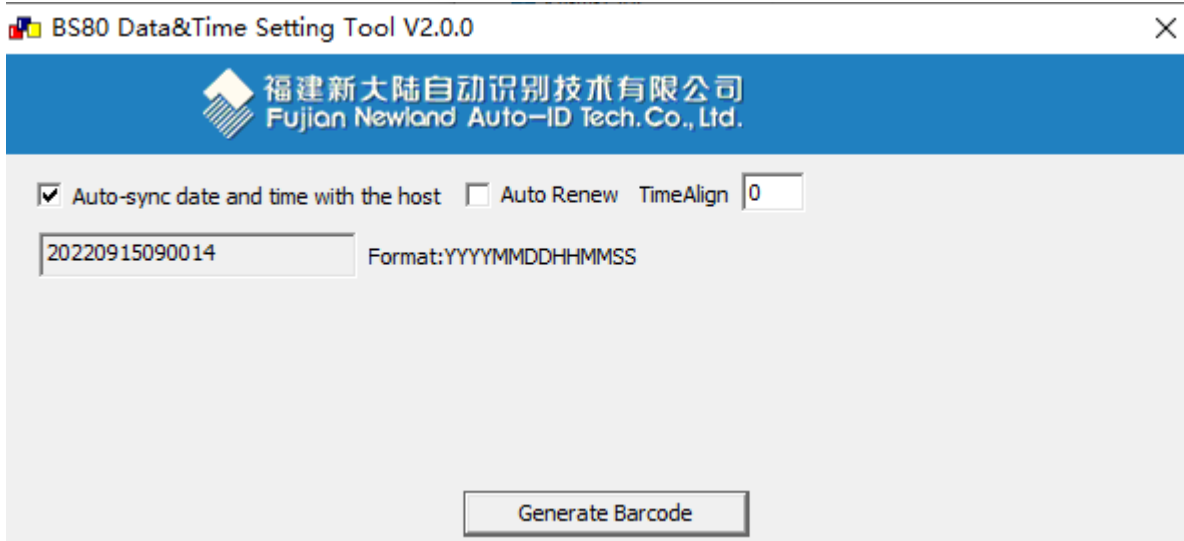 BS80 Data&Time Setting Tool V2.0.0
福建新大陆自动识别技术有限公司
Fujian Newland Auto-ID Tech.Co.,Ltd.
Auto-sync date and time with the host Auto Renew TimeAlign 0
20220915090014 Format:YYYYMMDDHHMMSS
Generate Barcode